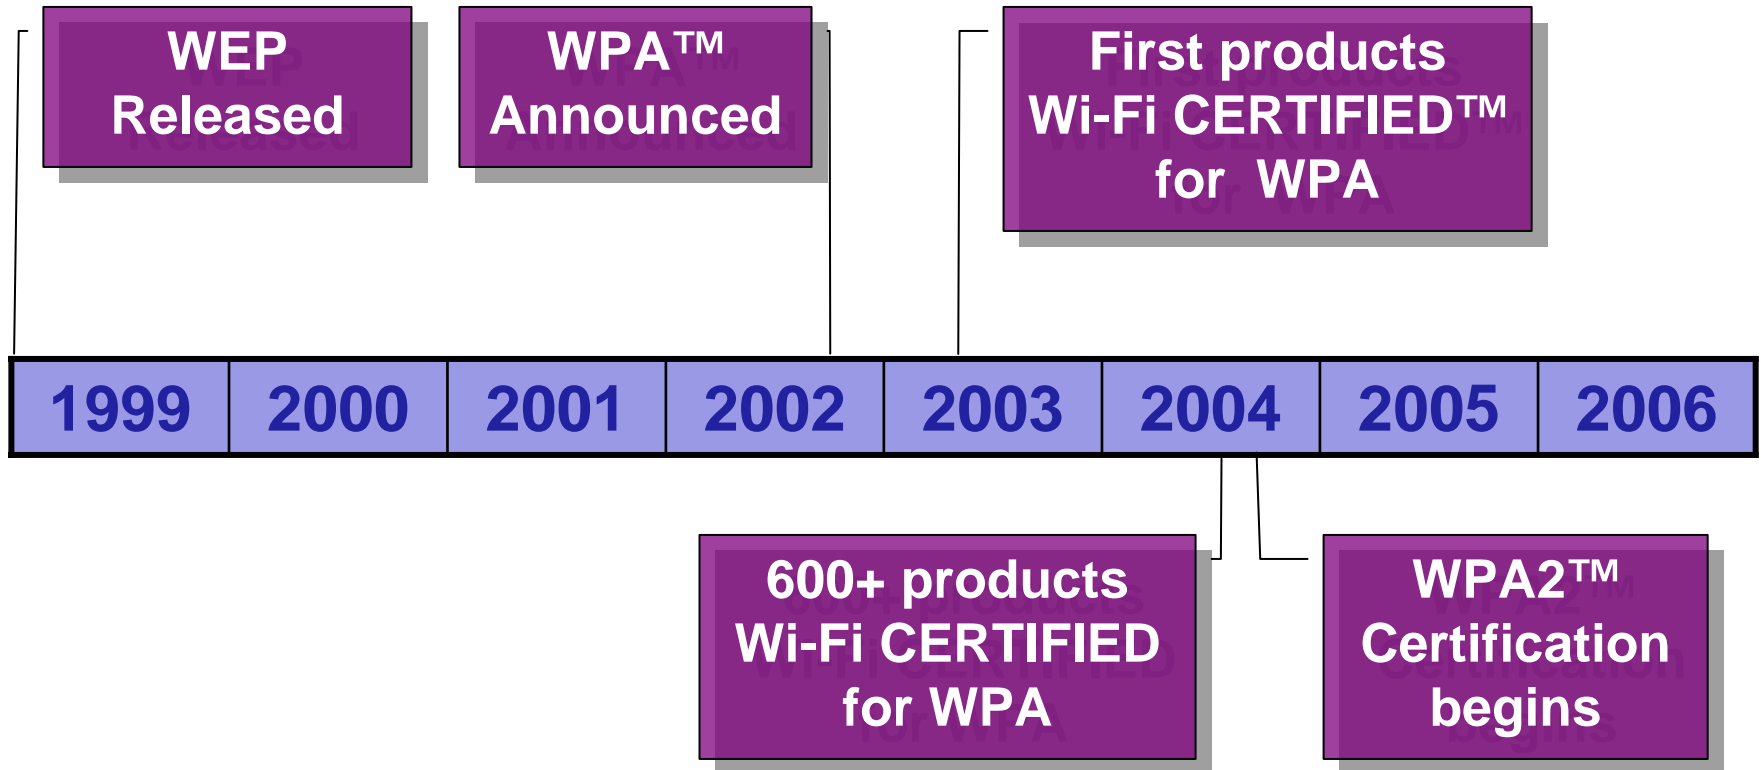 WEP
Released
WPA™
Announced
First products
Wi-Fi CERTIFIED™
for WPA
1999 2000 2001 2002 2003 2004 2005 2006
600+ products
Wi-Fi CERTIFIED
for WPA
WPA2™
Certification
begins